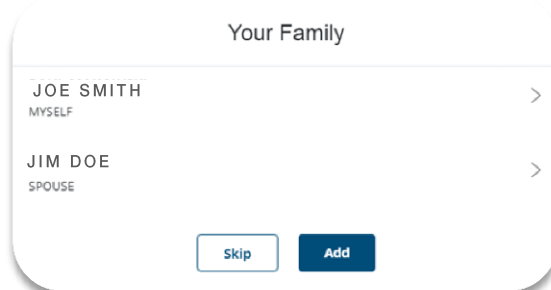 Your Family
JOE SMITH
MYSELF
JIM DOE
SPOUSE
Skip
Add